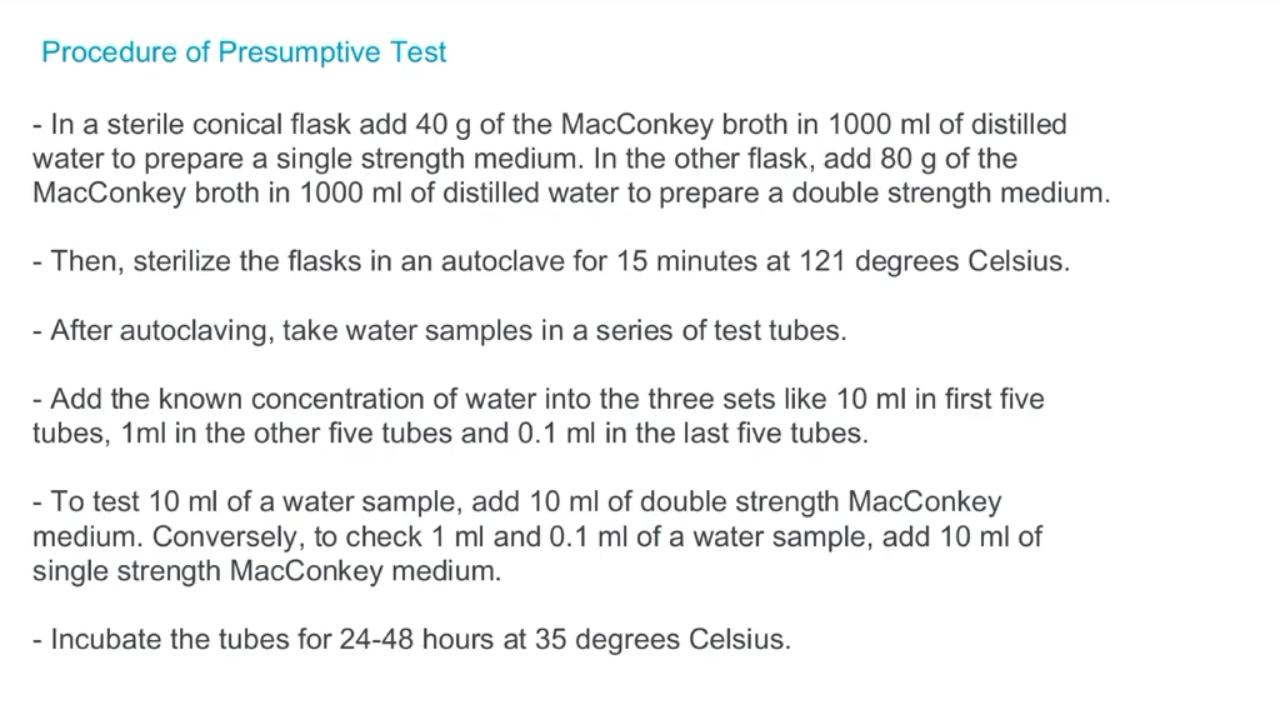 Procedure of Presumptive Test
- In a sterile conical flask add 40 g of the MacConkey broth in 1000 ml of distilled
water to prepare a single strength medium. In the other flask, add 80 g of the
MacConkey broth in 1000 ml of distilled water to prepare a double strength medium.
- Then, sterilize the flasks in an autoclave for 15 minutes at 121 degrees Celsius.
- After autoclaving, take water samples in a series of test tubes.
- Add the known concentration of water into the three sets like 10 ml in first five
tubes, 1ml in the other five tubes and 0.1 ml in the last five tubes.
- To test 10 ml of a water sample, add 10 ml of double strength MacConkey
medium. Conversely, to check 1 ml and 0.1 ml of a water sample, add 10 ml of
single strength MacConkey medium.
- Incubate the tubes for 24-48 hours at 35 degrees Celsius.